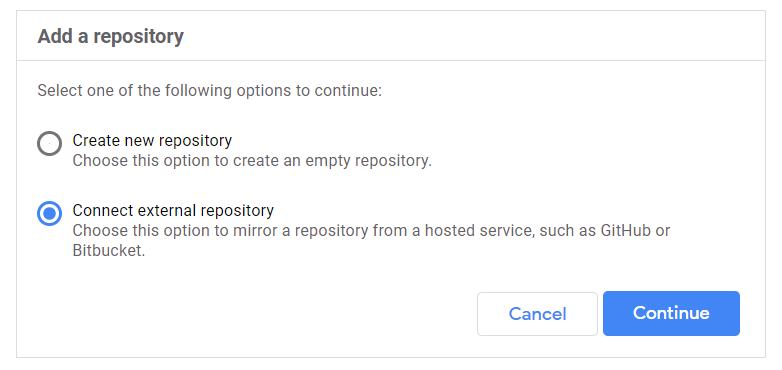 Add a repository
Select one of the following options to continue:
Create new repository
Choose this option to create an empty repository.
Connect external repository
Choose this option to mirror a repository from a hosted service, such as GitHub or
Bitbucket.
Cancel
Continue